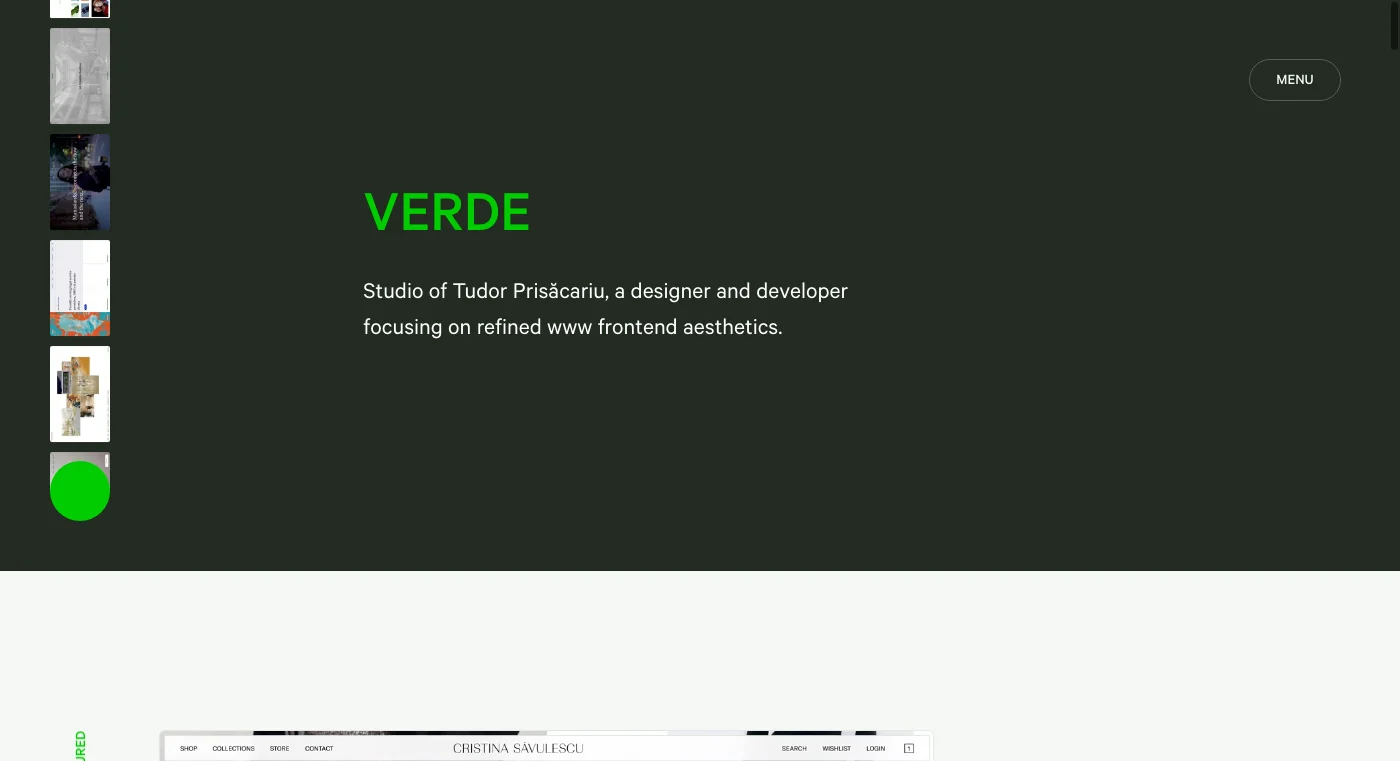 MENU
VERDE
Studio of Tudor Prisăcariu, a designer and developer
focusing on refined www frontend aesthetics.
SHOP COLLECTIONS STORE CONTACT CRISTINA SĂVULESCU SEARCH WISHLIST LOGIN 1